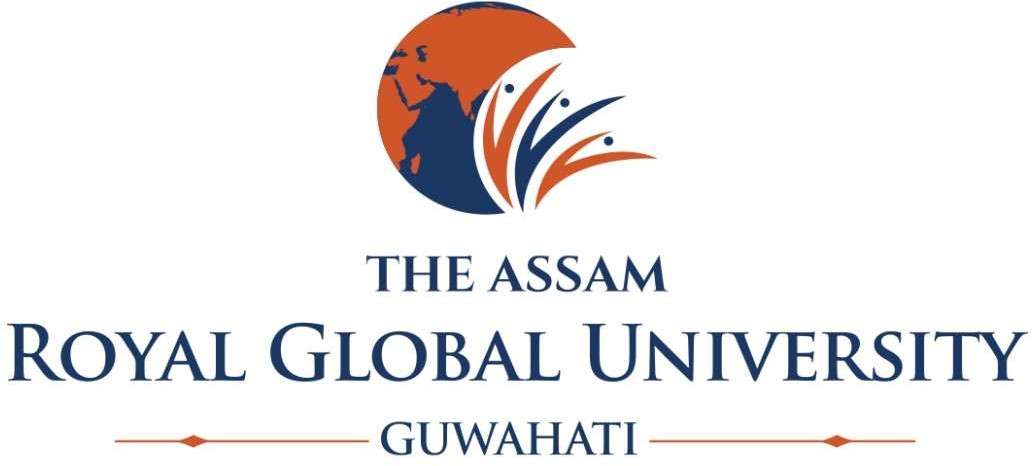 THE ASSAM
ROYAL GLOBAL UNIVERSITY
GUWAHATI